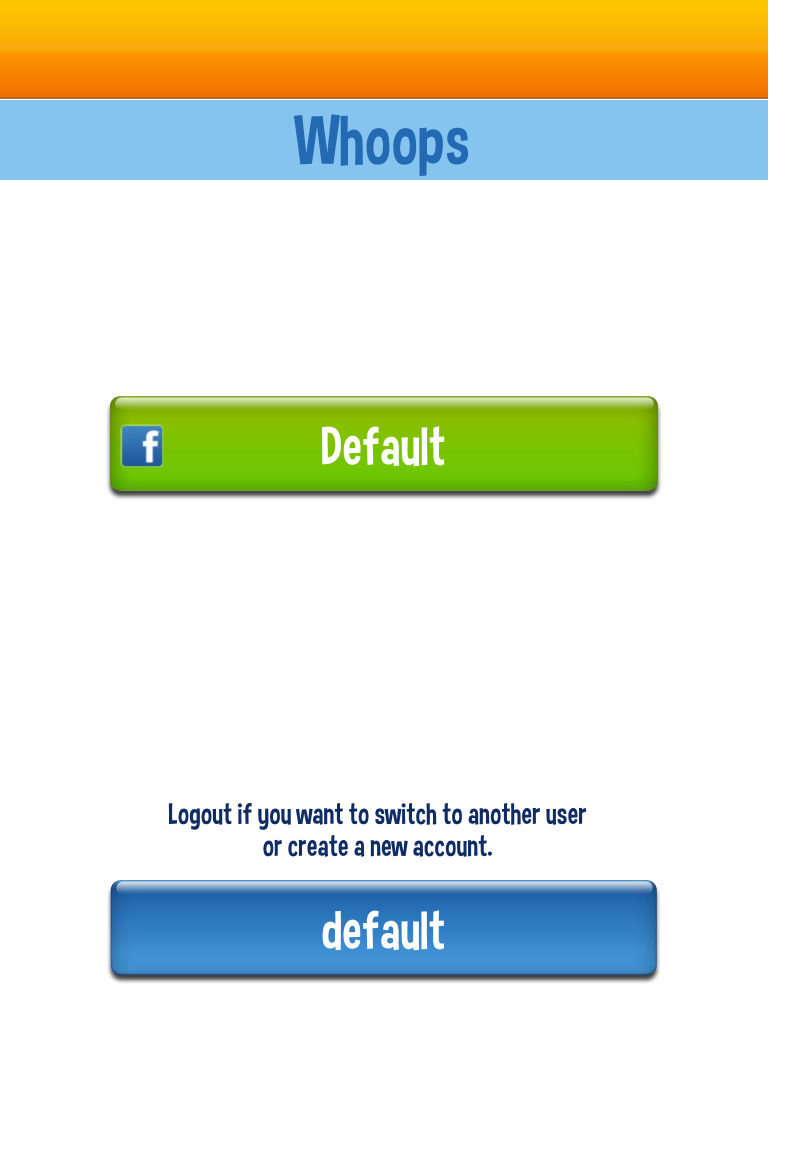 Whoops
f
Default
Logout if you want to switch to another user
or create a new account.
default